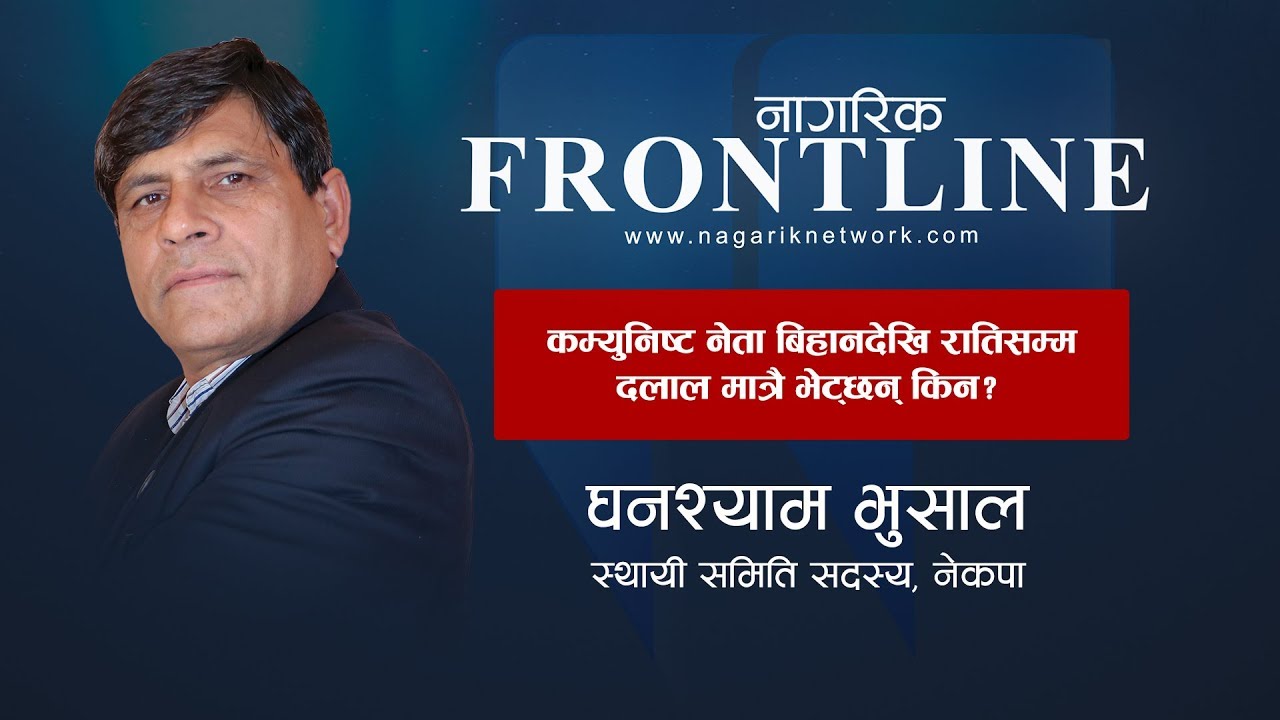 नागरिक
FRONTLINE
www.nagariknetwork.com
कम्युनिष्ट नेता बिहानदेखि रातिसम्म
दलाल मात्रै भेट्छन् किन?
घनश्याम भुसाल
स्थायी समिति सदस्य, नेकपा